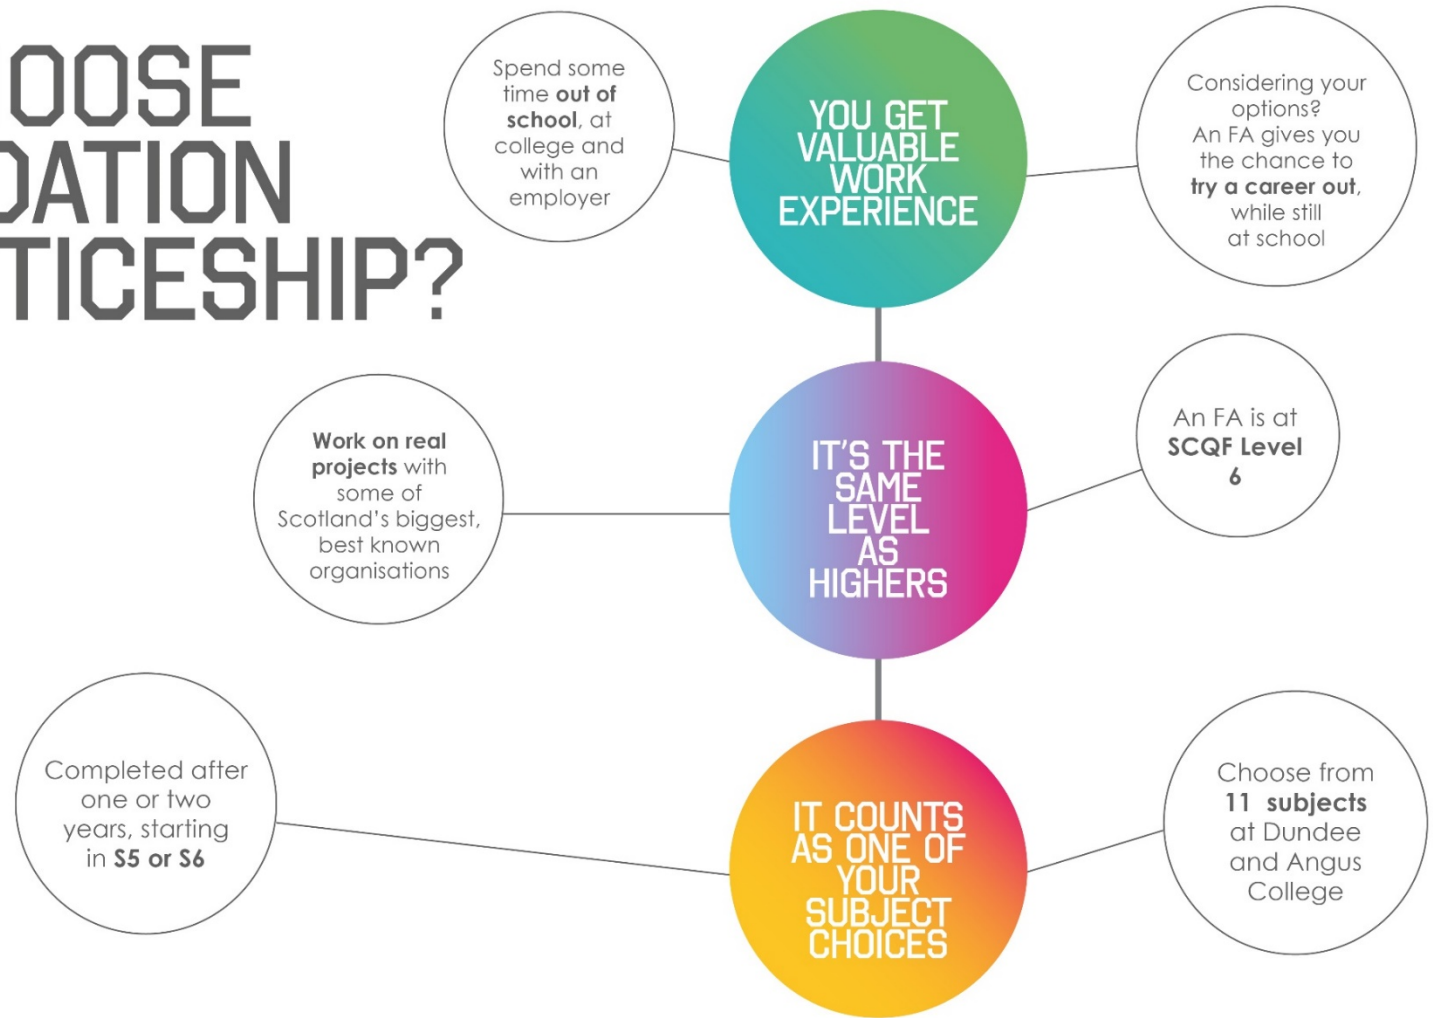 OOSE
DATION
TICESHIP?
Spend some
time out of
school, at
college and
with an
employer
YOU GET
VALUABLE
WORK
EXPERIENCE
Considering your
options?
An FA gives you
the chance to
try a career out,
while still
at school
Work on real
projects with
some of
Scotland's biggest,
best known
organisations
IT'S THE
SAME
LEVEL
AS
HIGHERS
An FA is at
SCQF Level
6
Completed after
one or two
years, starting
in S5 or S6
IT COUNTS
AS ONE OF
YOUR
SUBJECT
CHOICES
Choose from
11 subjects
at Dundee
and Angus
College